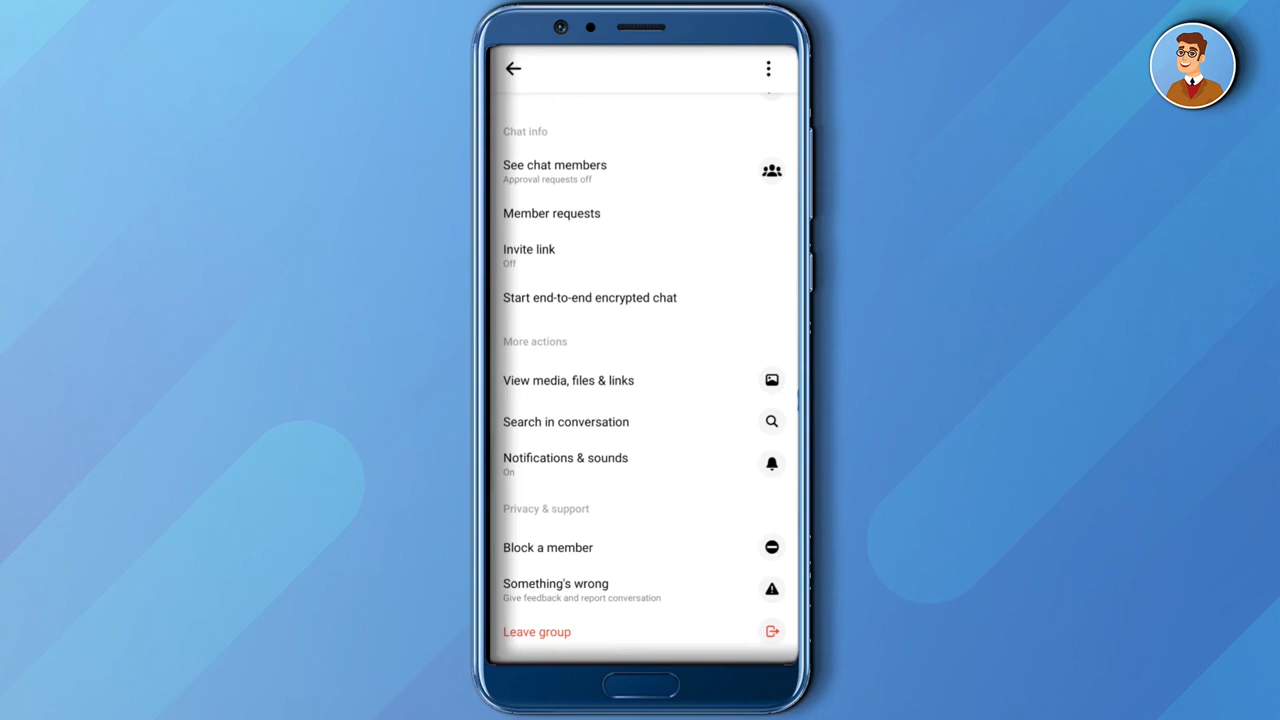 Chat info
See chat members
Approval requests off
Member requests
Invite link
Off
Start end-to-end encrypted chat
More actions
View media, files & links
Search in conversation
Notifications & sounds
On
Privacy & support
Block a member
Something's wrong
Give feedback and report conversation
Leave group